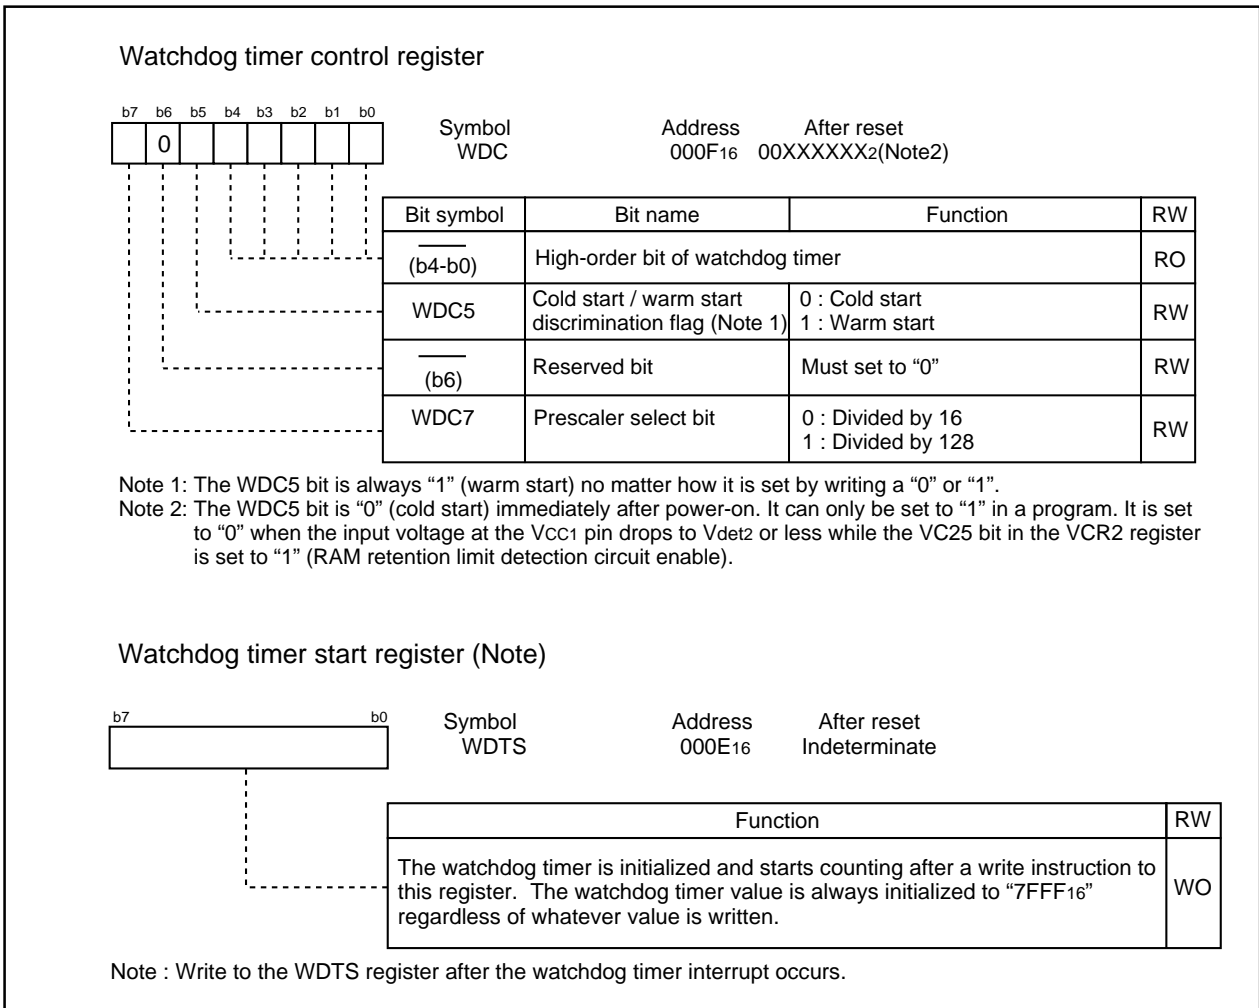 Watchdog timer control register
b7 b6 b5 b4 b3 b2 b1 b0
0
Symbol Address After reset
WDC 000F16 00XXXXXX2(Note2)
Bit symbol Bit name Function RW
(b4-b0) High-order bit of watchdog timer RO
WDC5 Cold start / warm start discrimination flag (Note 1) 0 : Cold start 1 : Warm start RW
(b6) Reserved bit Must set to “0” RW
WDC7 Prescaler select bit 0 : Divided by 16 1 : Divided by 128 RW
Note 1: The WDC5 bit is always “1” (warm start) no matter how it is set by writing a “0” or “1”.
Note 2: The WDC5 bit is “0” (cold start) immediately after power-on. It can only be set to “1” in a program. It is set
to “0” when the input voltage at the VCC1 pin drops to Vdet2 or less while the VC25 bit in the VCR2 register
is set to “1” (RAM retention limit detection circuit enable).
Watchdog timer start register (Note)
b7 b0
Symbol Address After reset
WDTS 000E16 Indeterminate
Function RW
The watchdog timer is initialized and starts counting after a write instruction to
this register. The watchdog timer value is always initialized to “7FFF16”
regardless of whatever value is written.
WO
Note : Write to the WDTS register after the watchdog timer interrupt occurs.